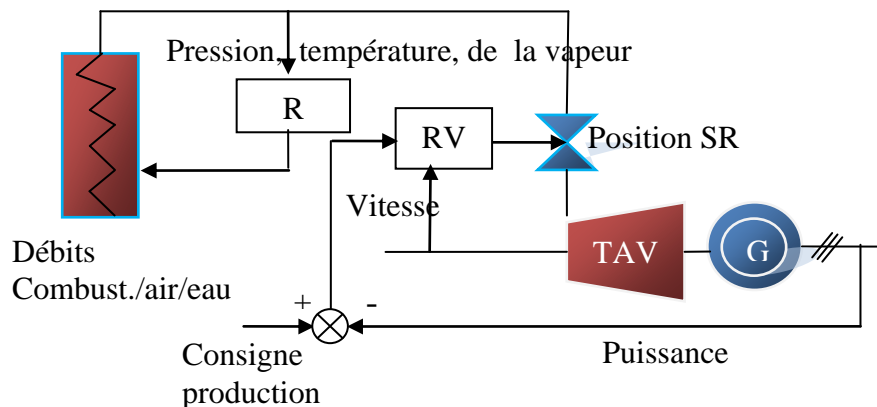 Pression, température, de la vapeur
R
RV
Position SR
Vitesse
TAV
G
Débits
Combust./air/eau
+
-
Consigne
production
Puissance